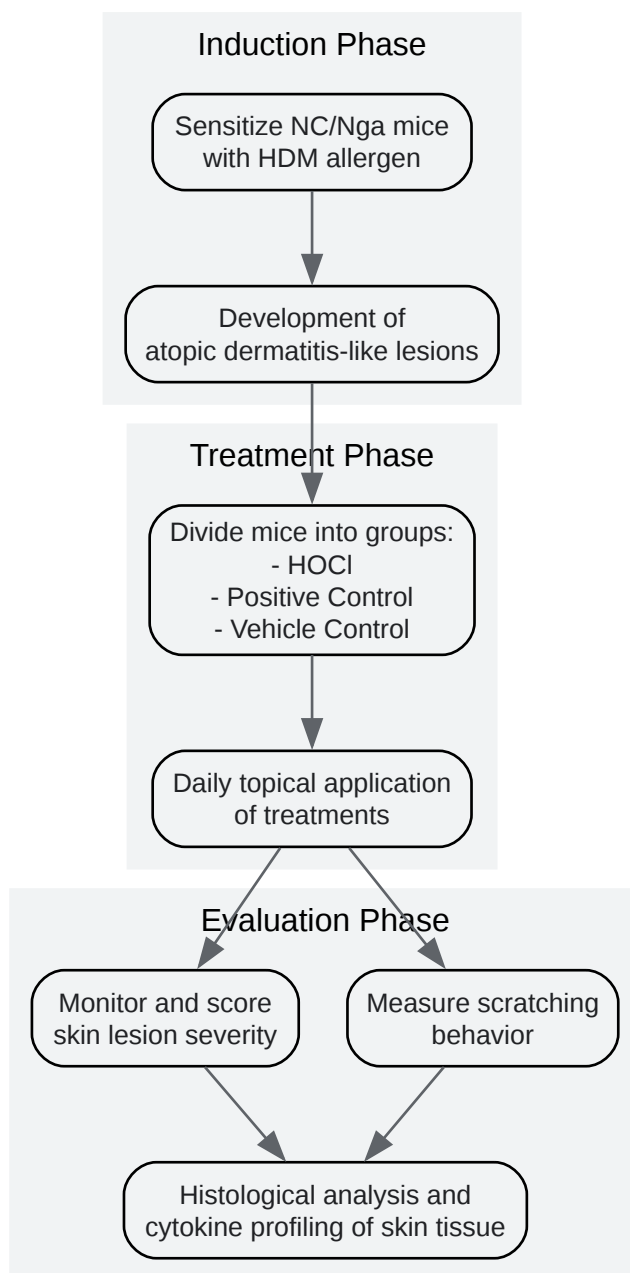 Induction Phase
Sensitize NC/Nga mice
with HDM allergen
Development of
atopic dermatitis-like lesions
Treatment Phase
Divide mice into groups:
- HOCl
- Positive Control
- Vehicle Control
Daily topical application
of treatments
Evaluation Phase
Monitor and score
skin lesion severity
Measure scratching
behavior
Histological analysis and
cytokine profiling of skin tissue